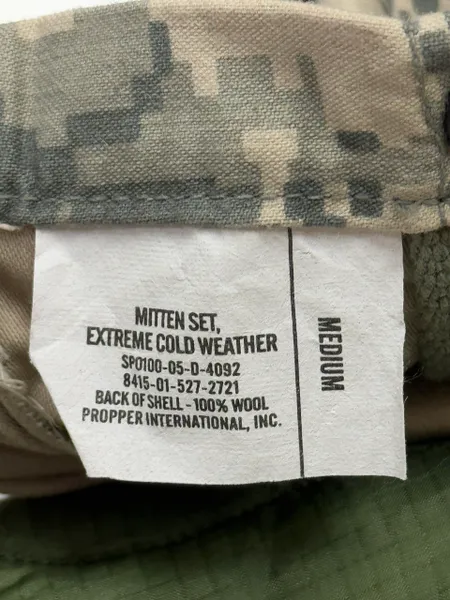 MITTEN SET,
EXTREME COLD WEATHER
SPO100-05-D-4092
8415-01-527-2721
BACK OF SHELL - 100% WOOL
PROPPER INTERNATIONAL, INC.
MEDIUM